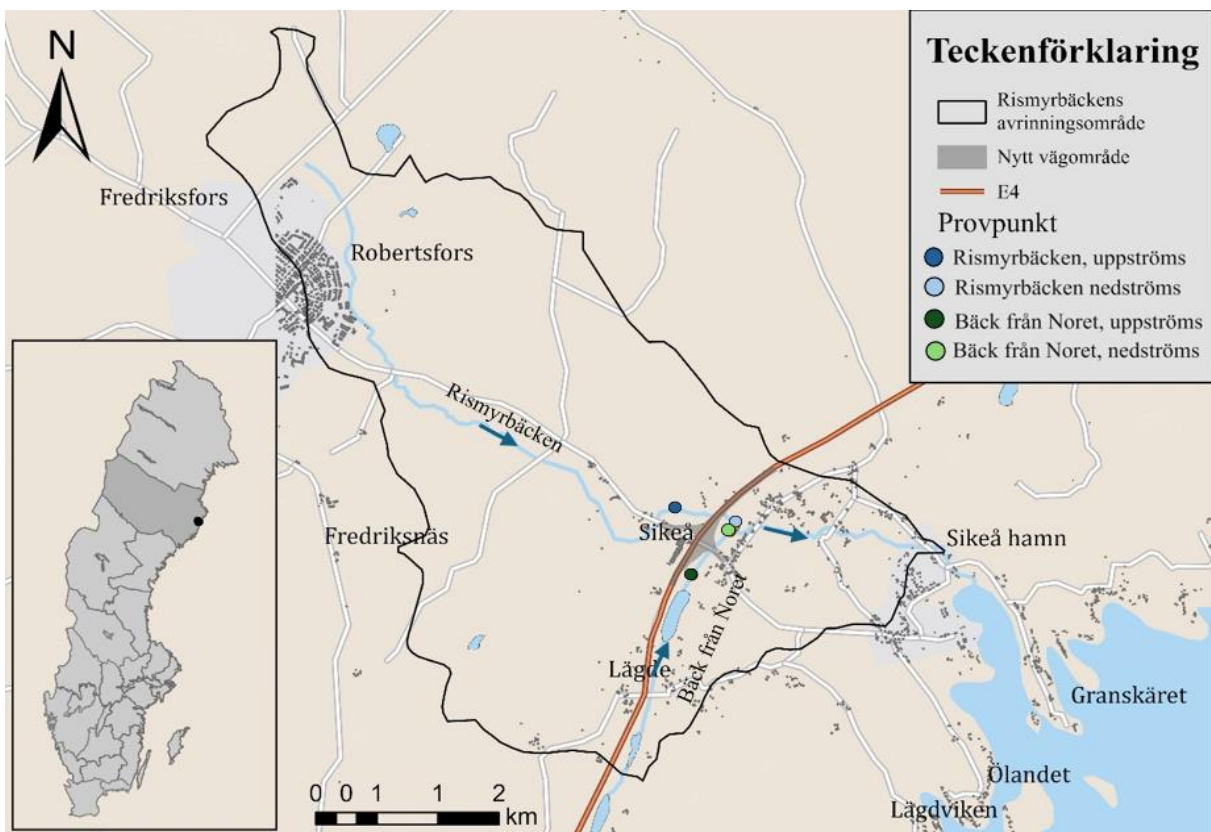 N
Teckenförklaring
Rismyrbäckens
avrinningsområde
Nytt vägområde
E4
Provpunkt
Rismyrbäcken, uppströms
Rismyrbäcken nedströms
Bäck från Noret, uppströms
Bäck från Noret, nedströms
Fredriksfors
Robertsfors
Rismyrbäcken
Fredriksnäs
Sikeå
Sikeå hamn
Bäck från Noret
Lägde
Granskäret
Ölandet
Lägdviken
0 0 1 1 2
km